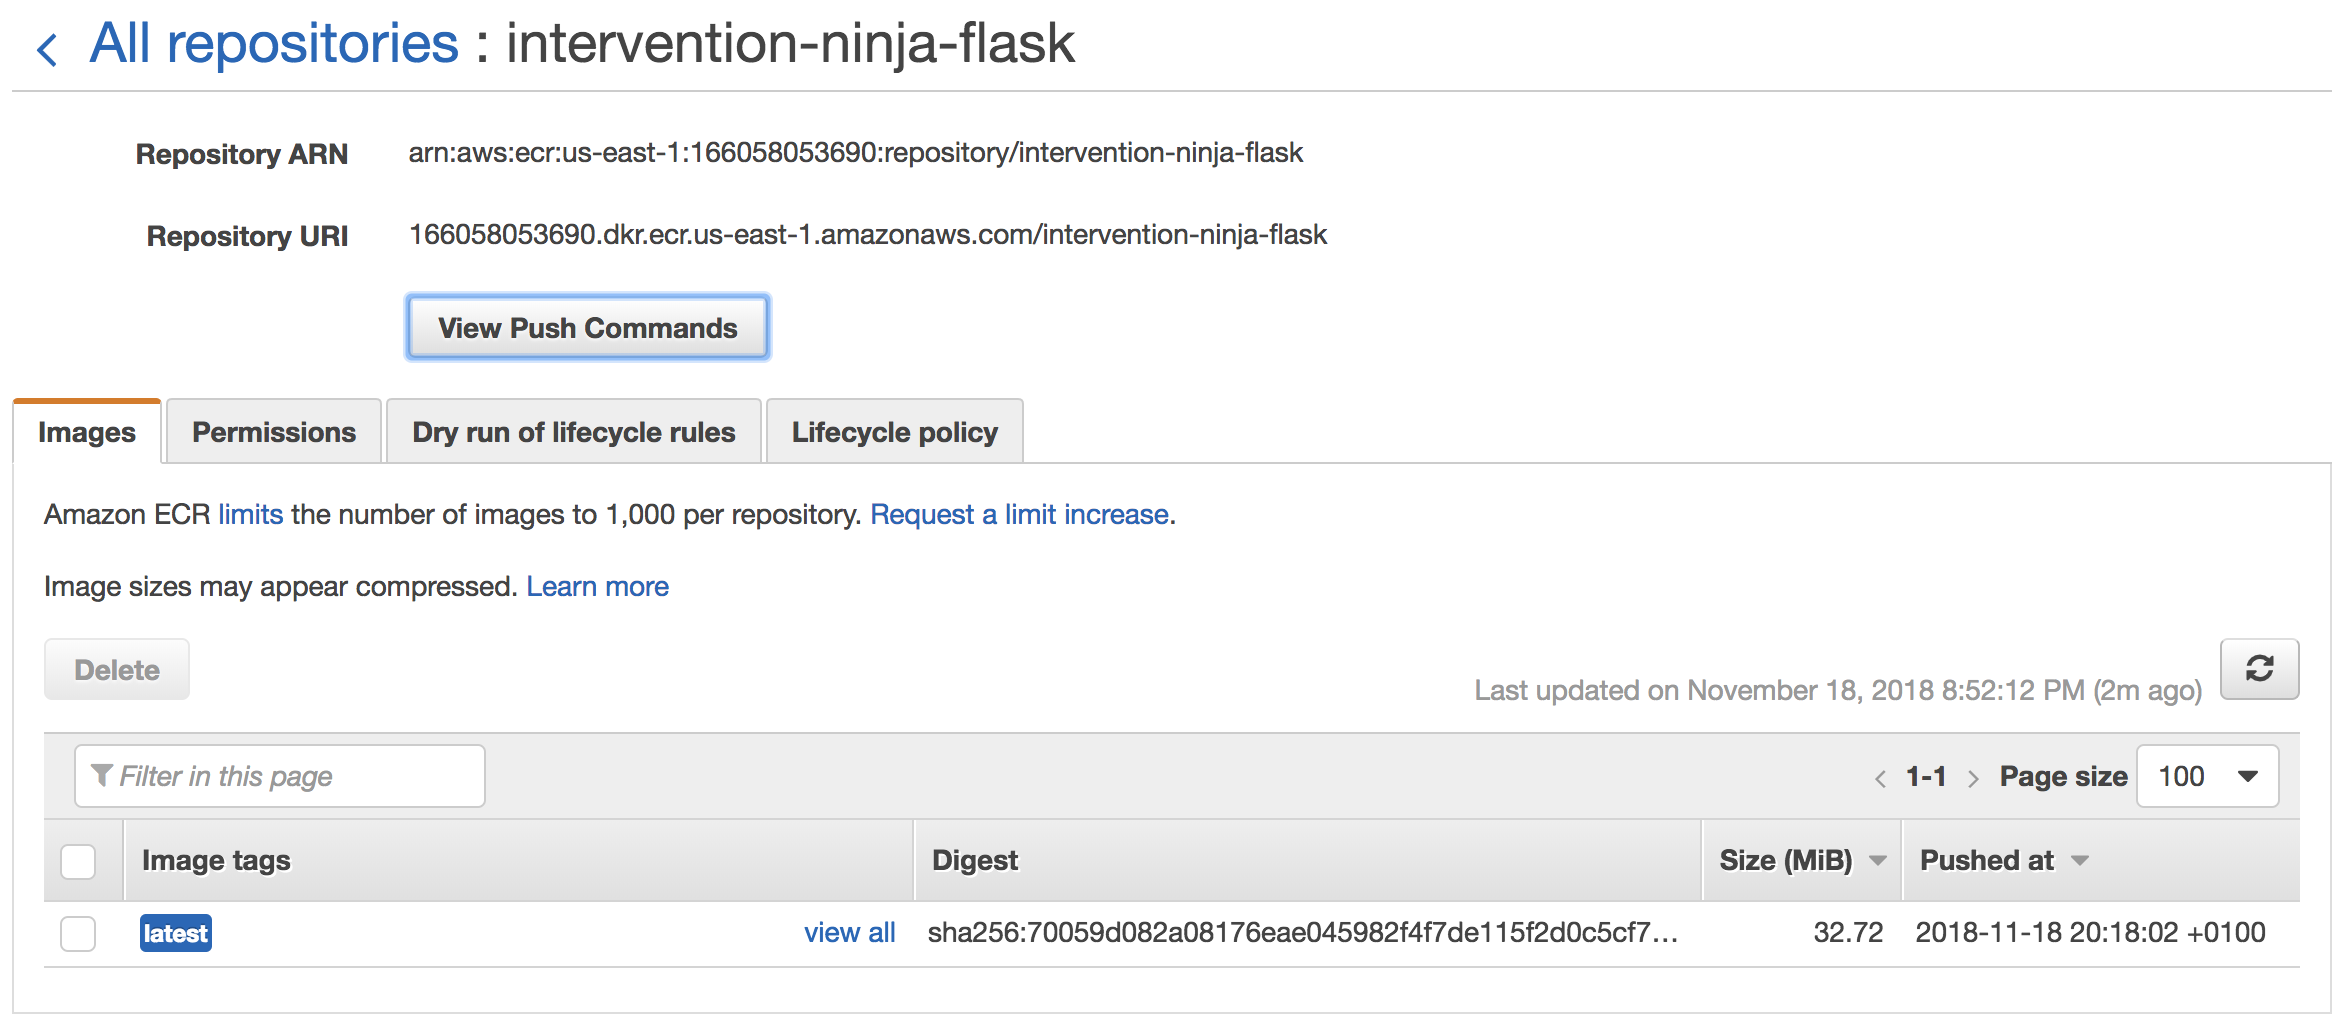 All repositories : intervention-ninja-flask
Repository ARN arn:aws:ecr:us-east-1:166058053690:repository/intervention-ninja-flask
Repository URI 166058053690.dkr.ecr.us-east-1.amazonaws.com/intervention-ninja-flask
View Push Commands
Images Permissions Dry run of lifecycle rules Lifecycle policy
Amazon ECR limits the number of images to 1,000 per repository. Request a limit increase.
Image sizes may appear compressed. Learn more
Delete
Last updated on November 18, 2018 8:52:12 PM (2m ago)
Filter in this page 1-1 Page size 100
Image tags Digest Size (MiB) Pushed at
latest view all sha256:70059d082a08176eae045982f4f7de115f2d0c5cf7... 32.72 2018-11-18 20:18:02 +0100